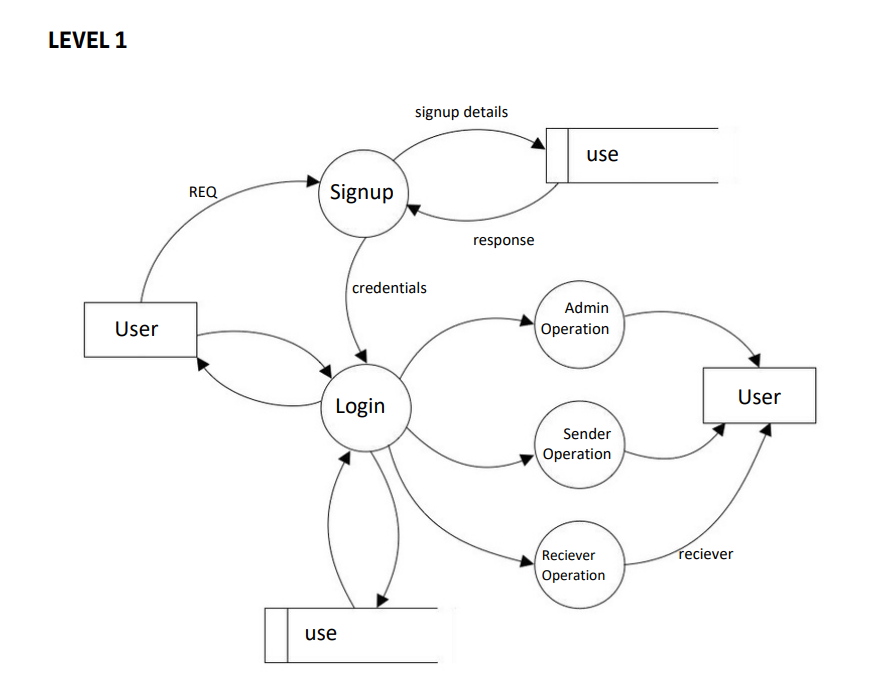 LEVEL 1
signup details
use
REQ
Signup
response
credentials
Admin
Operation
User
User
Login
Sender
Operation
Reciever
Operation
reciever
use